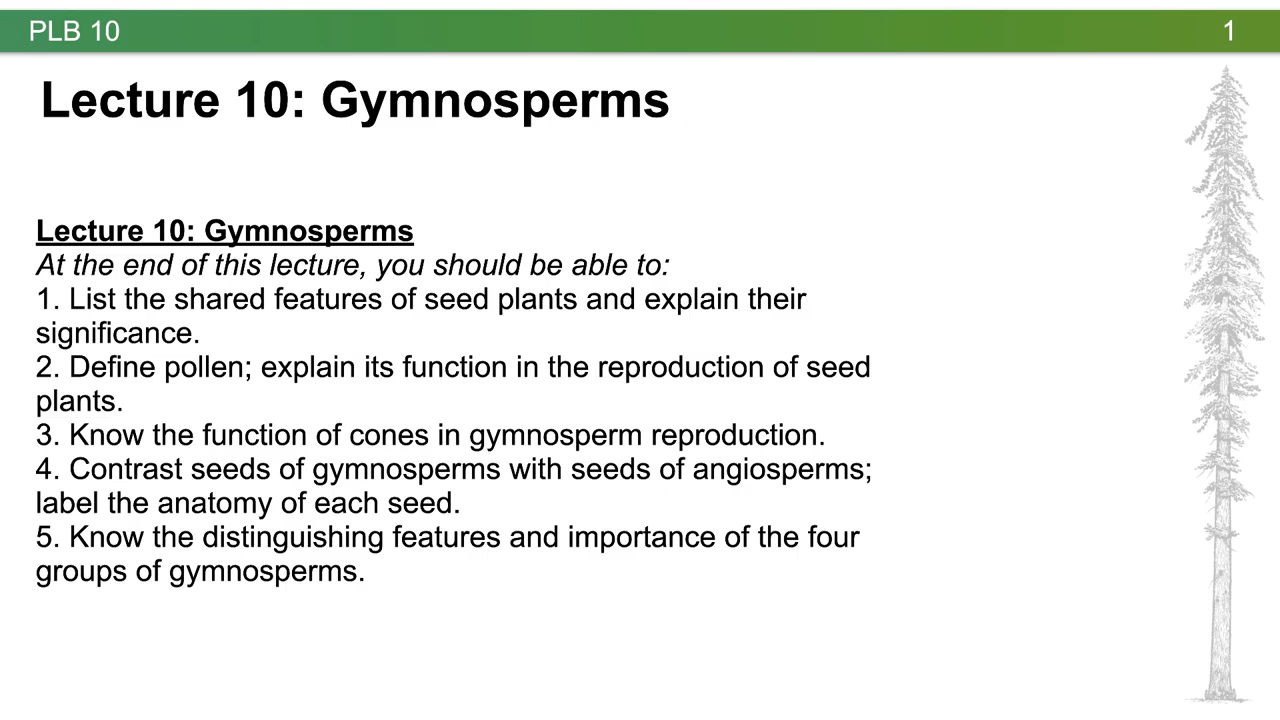 PLB 10
1
Lecture 10: Gymnosperms
Lecture 10: Gymnosperms
At the end of this lecture, you should be able to:
1. List the shared features of seed plants and explain their
significance.
2. Define pollen; explain its function in the reproduction of seed
plants.
3. Know the function of cones in gymnosperm reproduction.
4. Contrast seeds of gymnosperms with seeds of angiosperms;
label the anatomy of each seed.
5. Know the distinguishing features and importance of the four
groups of gymnosperms.